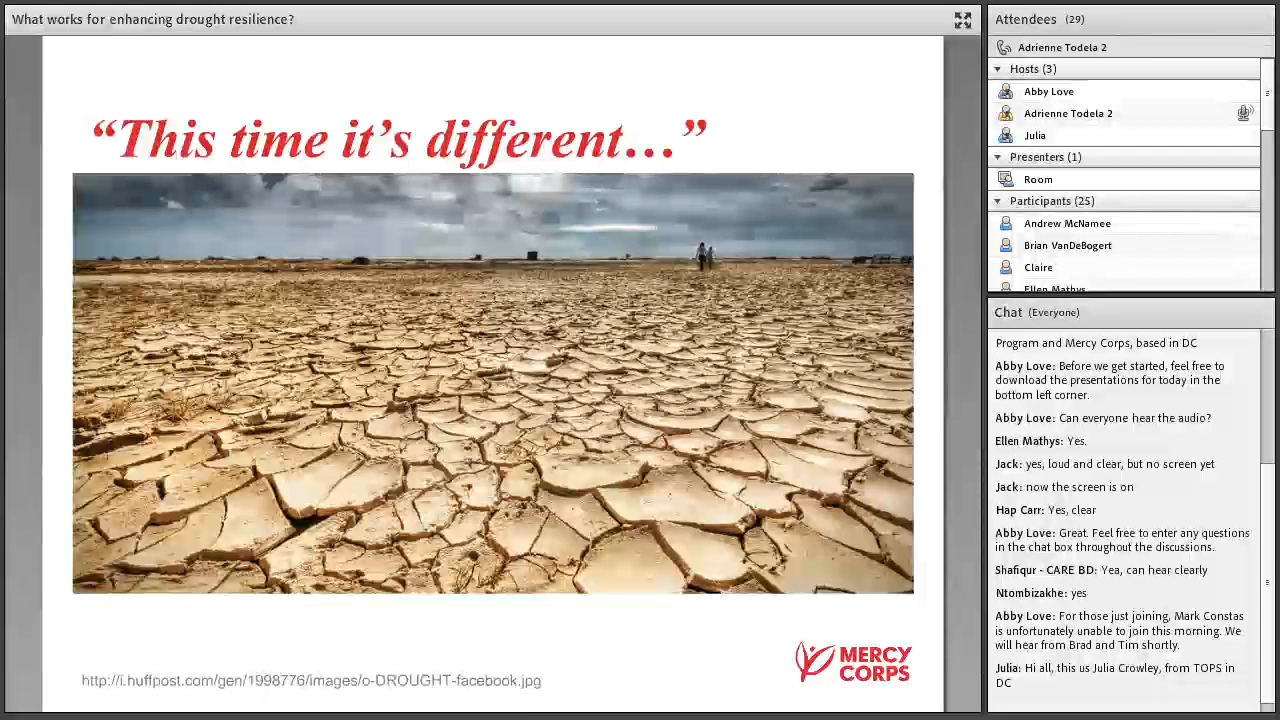 What works for enhancing drought resilience?
“This time it’s different...”
MERCY
CORPS
http://i.huffpost.com/gen/1998776/images/o-DROUGHT-facebook.jpg
Attendees (29)
Adrienne Todela 2
Hosts (3)
Abby Love
Adrienne Todela 2
Julia
Presenters (1)
Room
Participants (25)
Andrew McNamee
Brian VanDeBogert
Claire
Ellen Mathys
Chat (Everyone)
Program and Mercy Corps, based in DC
Abby Love: Before we get started, feel free to
download the presentations for today in the
bottom left corner.
Abby Love: Can everyone hear the audio?
Ellen Mathys: Yes.
Jack: yes, loud and clear, but no screen yet
Jack: now the screen is on
Hap Carr: Yes, clear
Abby Love: Great. Feel free to enter any questions
in the chat box throughout the discussions.
Shafiqur - CARE BD: Yea, can hear clearly
Ntombizakhe: yes
Abby Love: For those just joining, Mark Constas
is unfortunately unable to join this morning. We
will hear from Brad and Tim shortly.
Julia: Hi all, this us Julia Crowley, from TOPS in
DC